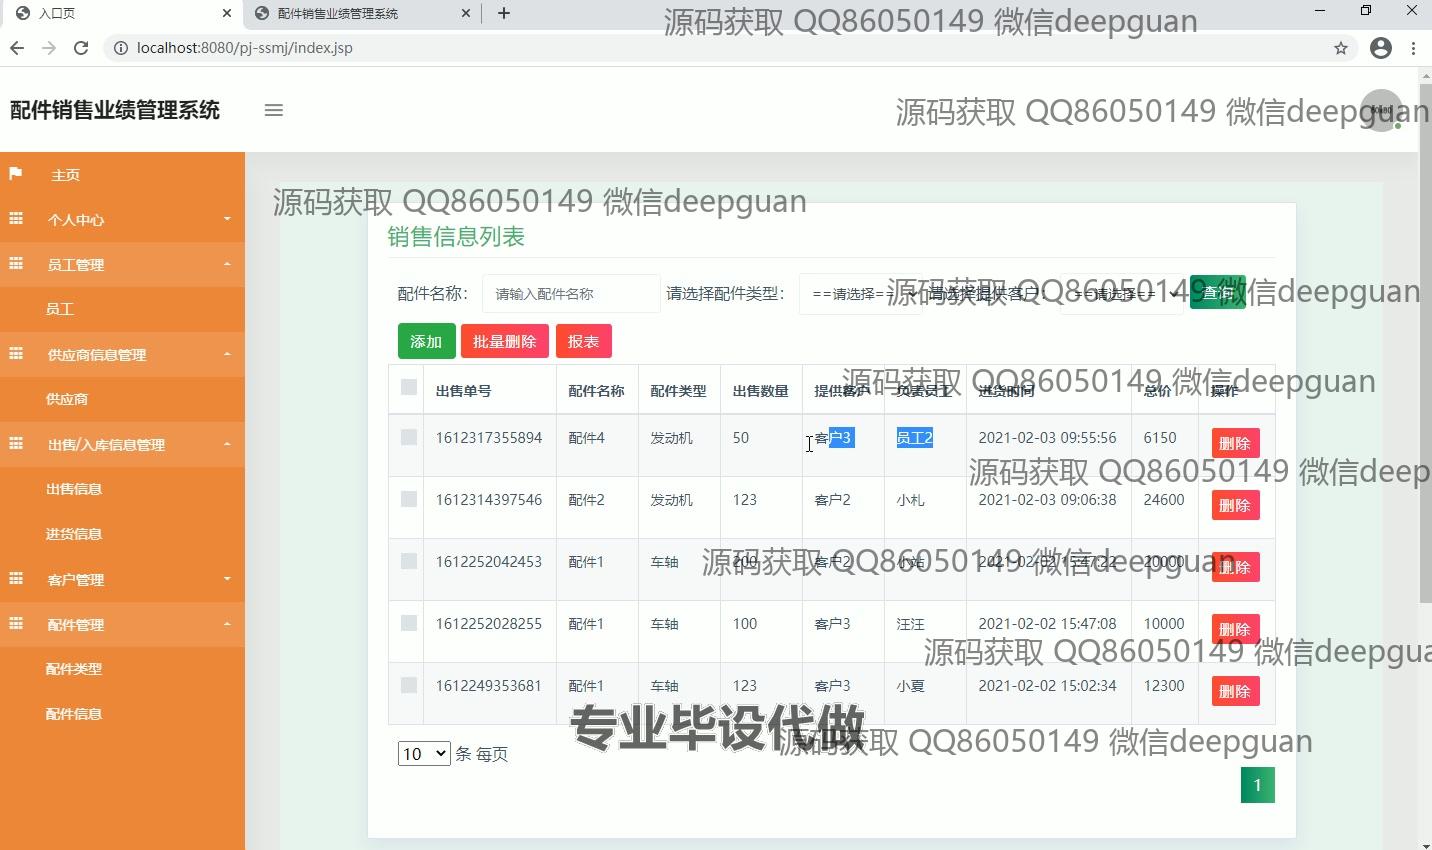 入口页
配件销售业绩管理系统
源码获取 QQ86050149 微信deepguan
localhost:8080/pj-ssmj/index.jsp
配件销售业绩管理系统
源码获取 QQ86050149 微信deepguan
主页
个人中心
员工管理
员工
供应商信息管理
供应商
出售/入库信息管理
出售信息
进货信息
客户管理
配件管理
配件类型
配件信息
源码获取 QQ86050149 微信deepguan
销售信息列表
配件名称： 请输入配件名称 请选择配件类型： ==请选择== 请选择提供客户： ==请选择== 查询
源码获取 QQ86050149 微信deepguan
添加 批量删除 报表
出售单号 配件名称 配件类型 出售数量 提供客户 负责员工 进货时间 总价 操作
源码获取 QQ86050149 微信deepguan
1612317355894 配件4 发动机 50 客户3 员工2 2021-02-03 09:55:56 6150 删除
源码获取 QQ86050149 微信deep
1612314397546 配件2 发动机 123 客户2 小札 2021-02-03 09:06:38 24600 删除
1612252042453 配件1 车轴 200 客户2 2021-02-02 15:47:22 20000 删除
源码获取 QQ86050149 微信deepguan
1612252028255 配件1 车轴 100 客户3 汪汪 2021-02-02 15:47:08 10000 删除
源码获取 QQ86050149 微信deepgua
1612249353681 配件1 车轴 123 客户3 小夏 2021-02-02 15:02:34 12300 删除
专业毕设代做
源码获取 QQ86050149 微信deepguan
10 条 每页
1